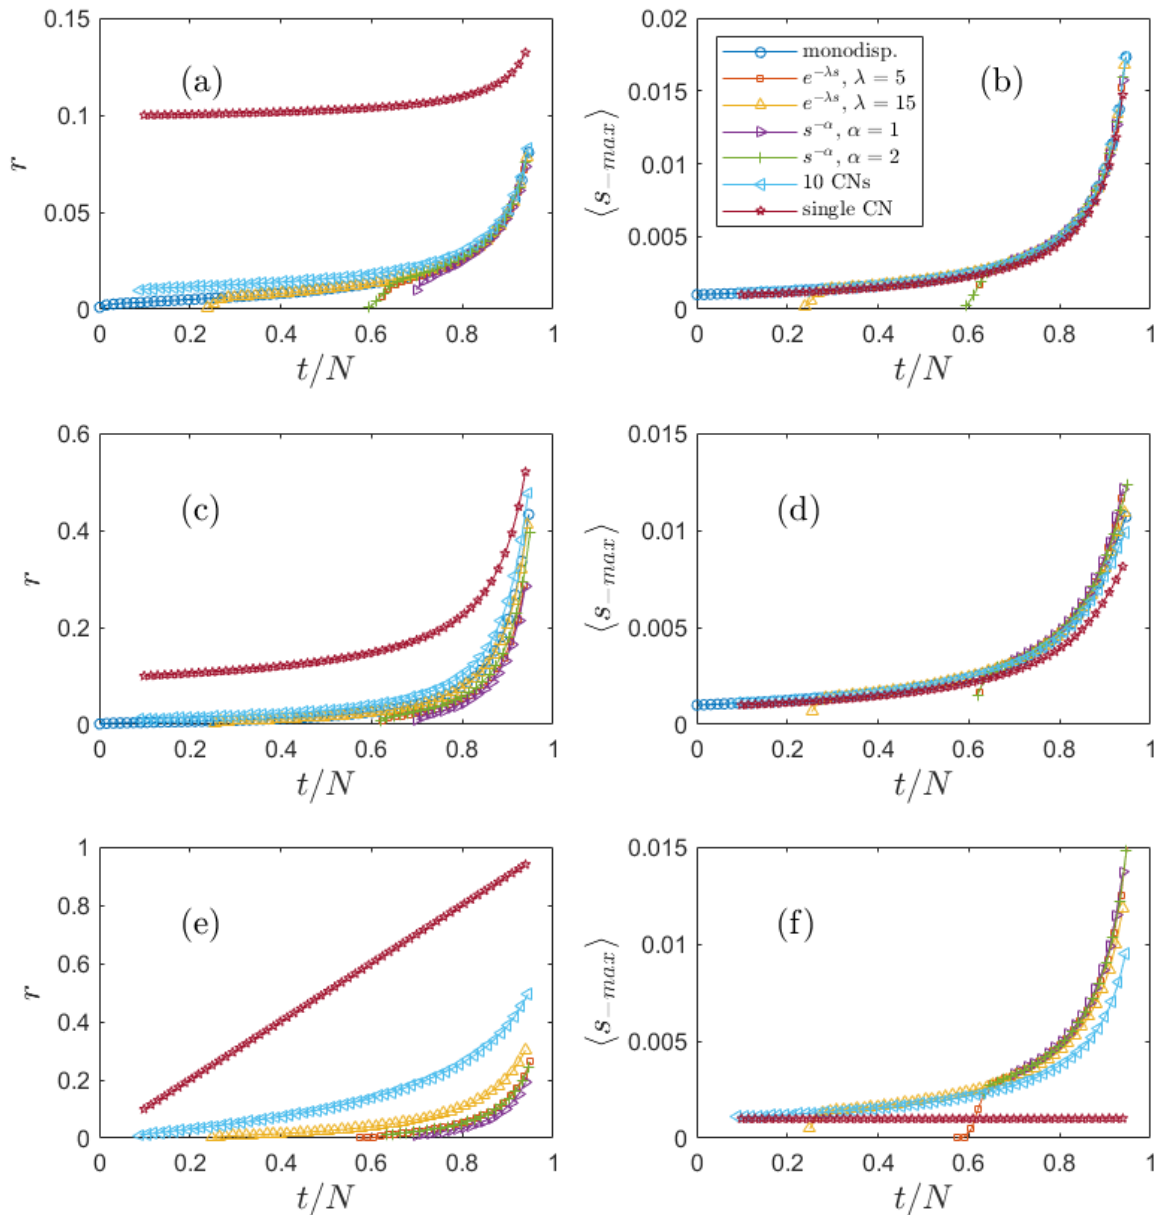 0.15
0.1
0.05
0
r
(a)
0 0.2 0.4 0.6 0.8 1
t/N
0.02
0.015
0.01
0.005
0
⟨s₋ₘₐₓ⟩
monodisp.
e^{-λs}, λ = 5
e^{-λs}, λ = 15
s^{-α}, α = 1
s^{-α}, α = 2
10 CNs
single CN
(b)
0 0.2 0.4 0.6 0.8 1
t/N
0.6
0.4
0.2
0
r
(c)
0 0.2 0.4 0.6 0.8 1
t/N
0.015
0.01
0.005
0
⟨s₋ₘₐₓ⟩
(d)
0 0.2 0.4 0.6 0.8 1
t/N
1
0.8
0.6
0.4
0.2
0
r
(e)
0 0.2 0.4 0.6 0.8 1
t/N
0.015
0.01
0.005
0
⟨s₋ₘₐₓ⟩
(f)
0 0.2 0.4 0.6 0.8 1
t/N